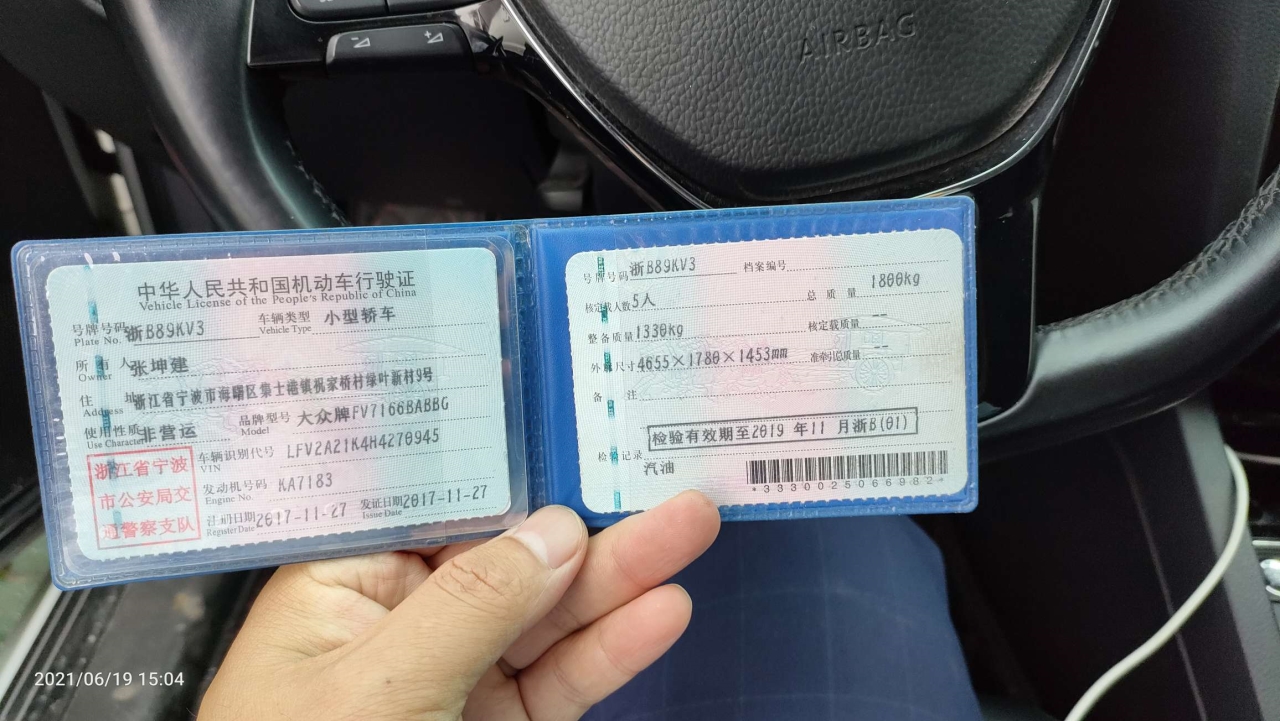 AIRBAG
中华人民共和国机动车行驶证
Vehicle License of the People's Republic of China
号牌号码 浙B89KV3 车辆类型 小型轿车
Plate No. Vehicle Type
所有人 张坤建
Owner
住址 浙江省宁波市海曙区集士港镇祝家桥村绿叶新村9号
Address
使用性质 非营运 品牌型号 大众牌FV7166BABBG
Use Character Model
车辆识别代号 LFV2A21K4H4270945
VIN
发动机号码 KA7183
Engine No.
注册日期 2017-11-27 发证日期 2017-11-27
Register Date Issue Date
浙江省宁波
市公安局交
通警察支队
号牌号码 浙B89KV3 档案编号
核定载人数 5人 总质量 1800kg
整备质量 1330kg 核定载质量 --
外廓尺寸 4655×1780×1453mm 准牵引总质量 --
备注
检验有效期至2019 年11 月浙B(01)
检验记录
汽油
*3330025066982*
2021/06/19 15:04